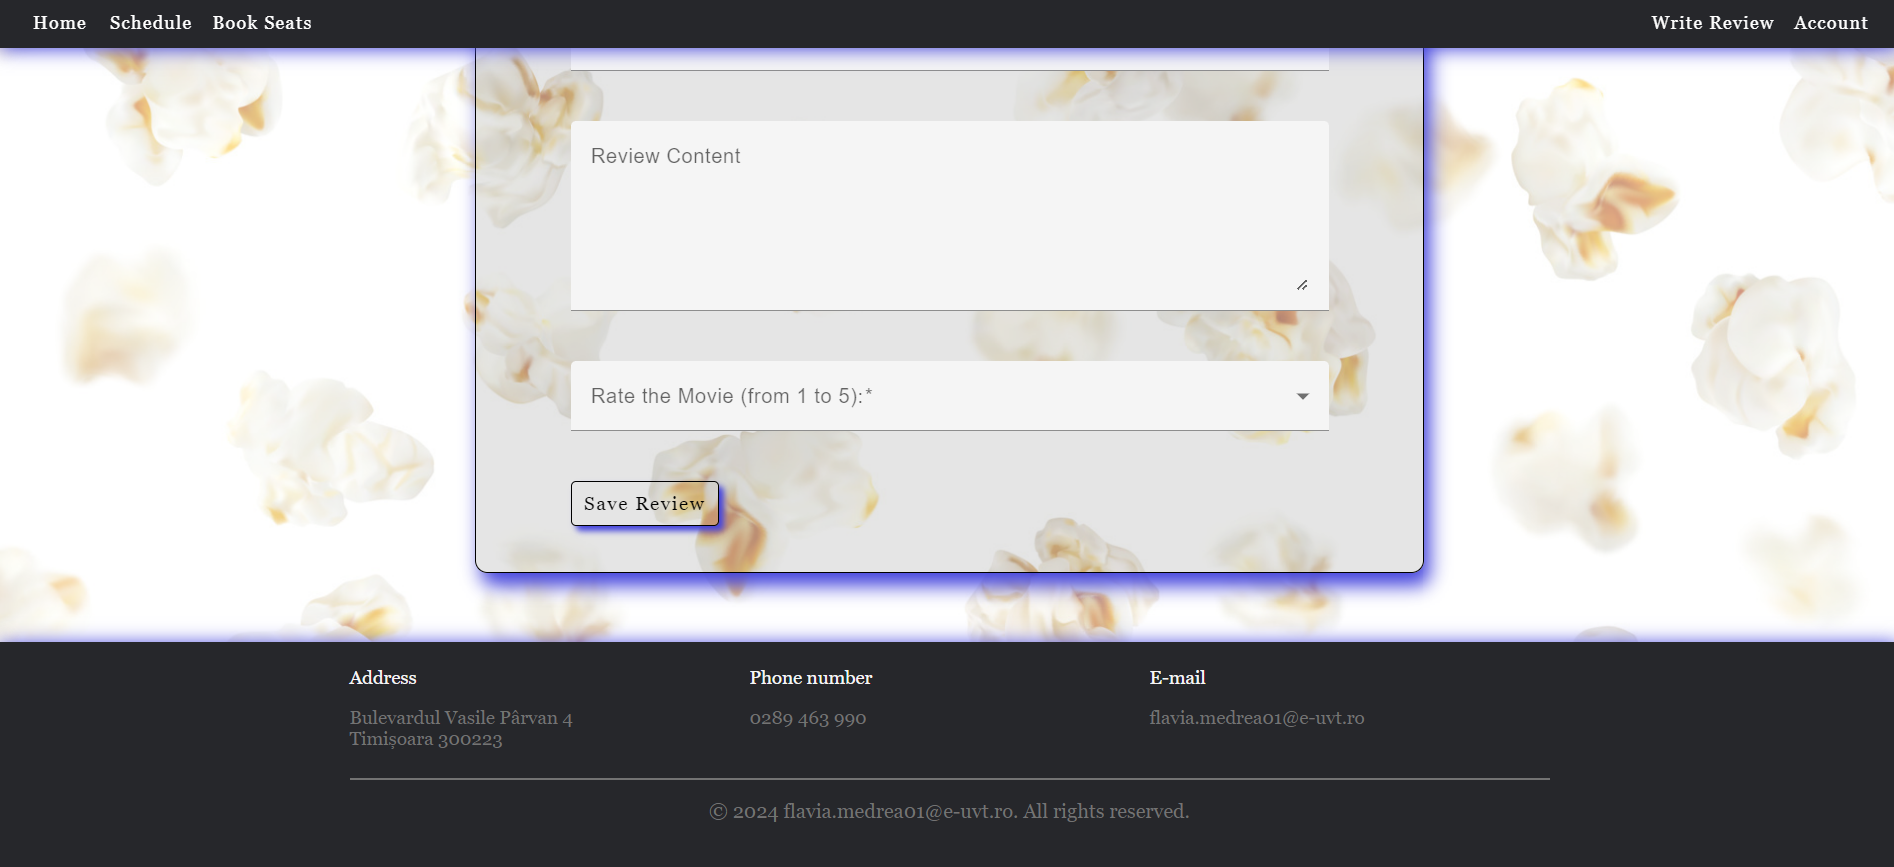 Home Schedule Book Seats Write Review Account
Review Content
Rate the Movie (from 1 to 5):*
Save Review
Address
Bulevardul Vasile Pârvan 4
Timișoara 300223
Phone number
0289 463 990
E-mail
flavia.medrea01@e-uvt.ro
© 2024 flavia.medrea01@e-uvt.ro. All rights reserved.